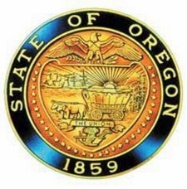 STATE OF OREGON
THE UNION
1859